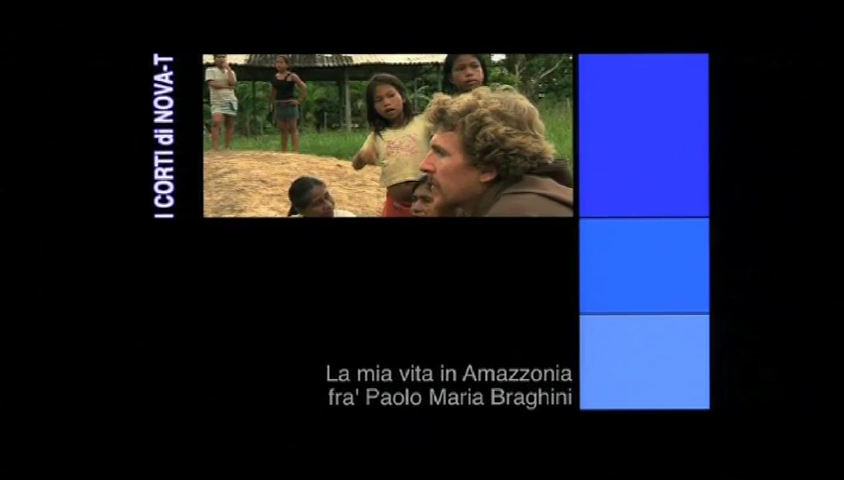 I CORTI di NOVA-T
La mia vita in Amazzonia
fra' Paolo Maria Braghini